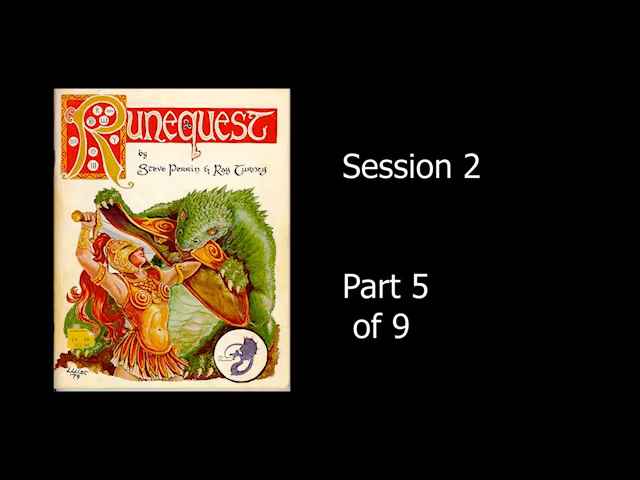 RUNEQUEST
by
Steve Perrin & Ray Turney
Session 2
Part 5
of 9